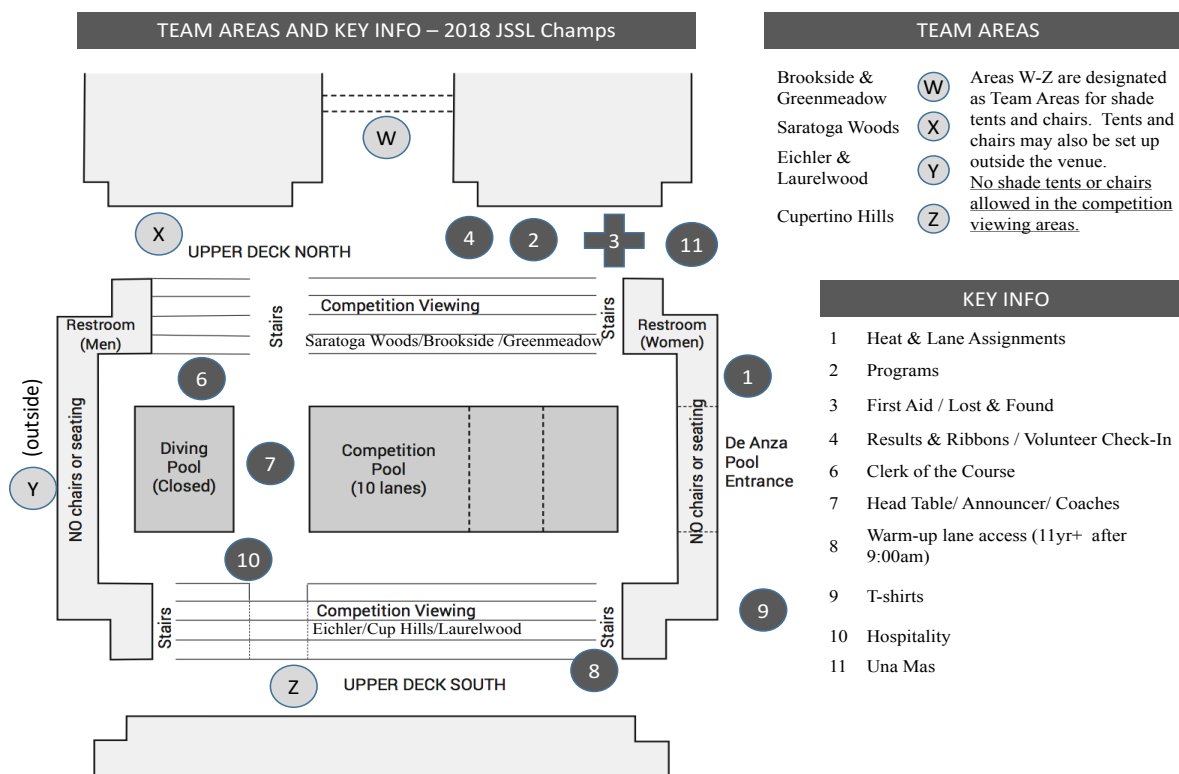 TEAM AREAS AND KEY INFO – 2018 JSSL Champs
W
X
UPPER DECK NORTH
4
2
3
11
Stairs
Competition Viewing
Saratoga Woods/Brookside /Greenmeadow
Stairs
Restroom
(Men)
Restroom
(Women)
6
1
(outside)
Y
NO chairs or seating
Diving
Pool
(Closed)
7
Competition
Pool
(10 lanes)
NO chairs or seating
De Anza
Pool
Entrance
10
Stairs
Competition Viewing
Eichler/Cup Hills/Laurelwood
Stairs
9
8
Z
UPPER DECK SOUTH
TEAM AREAS
Brookside &
Greenmeadow
W
Saratoga Woods
X
Eichler &
Laurelwood
Y
Cupertino Hills
Z
Areas W-Z are designated
as Team Areas for shade
tents and chairs. Tents and
chairs may also be set up
outside the venue.
No shade tents or chairs
allowed in the competition
viewing areas.
KEY INFO
1 Heat & Lane Assignments
2 Programs
3 First Aid / Lost & Found
4 Results & Ribbons / Volunteer Check-In
6 Clerk of the Course
7 Head Table/ Announcer/ Coaches
8 Warm-up lane access (11yr+ after
9:00am)
9 T-shirts
10 Hospitality
11 Una Mas